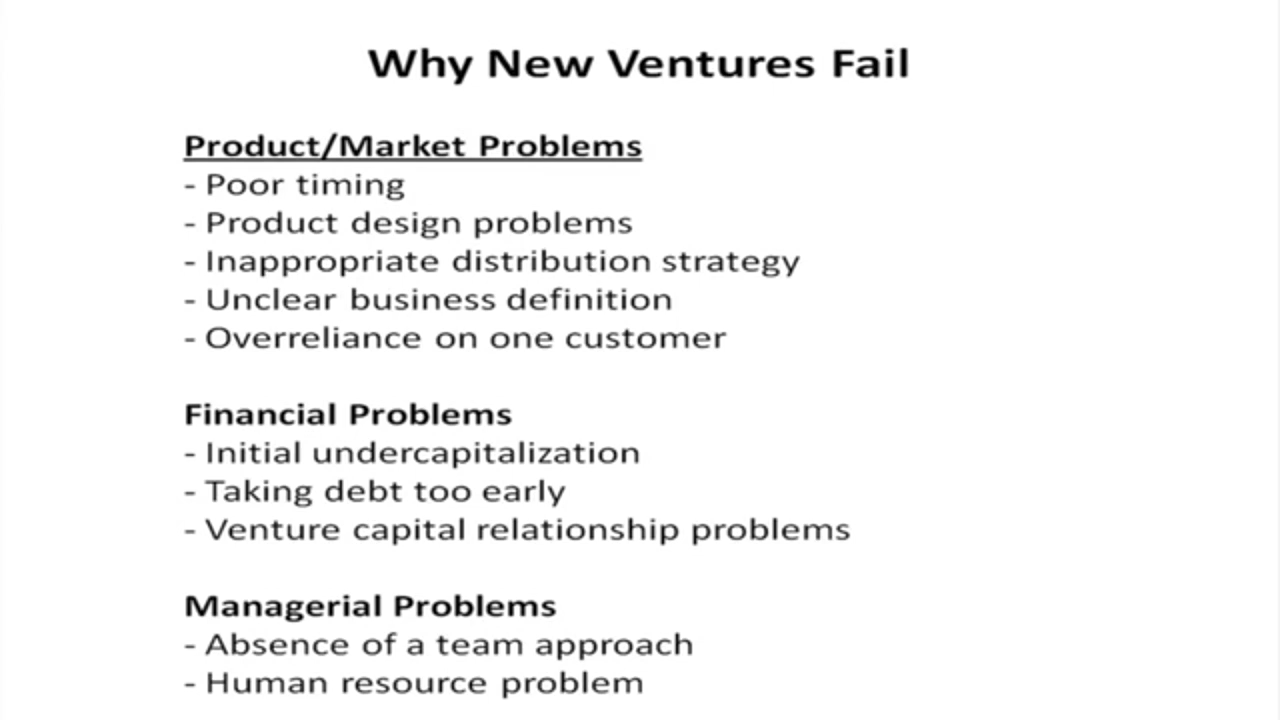 Why New Ventures Fail
Product/Market Problems
- Poor timing
- Product design problems
- Inappropriate distribution strategy
- Unclear business definition
- Overreliance on one customer
Financial Problems
- Initial undercapitalization
- Taking debt too early
- Venture capital relationship problems
Managerial Problems
- Absence of a team approach
- Human resource problem